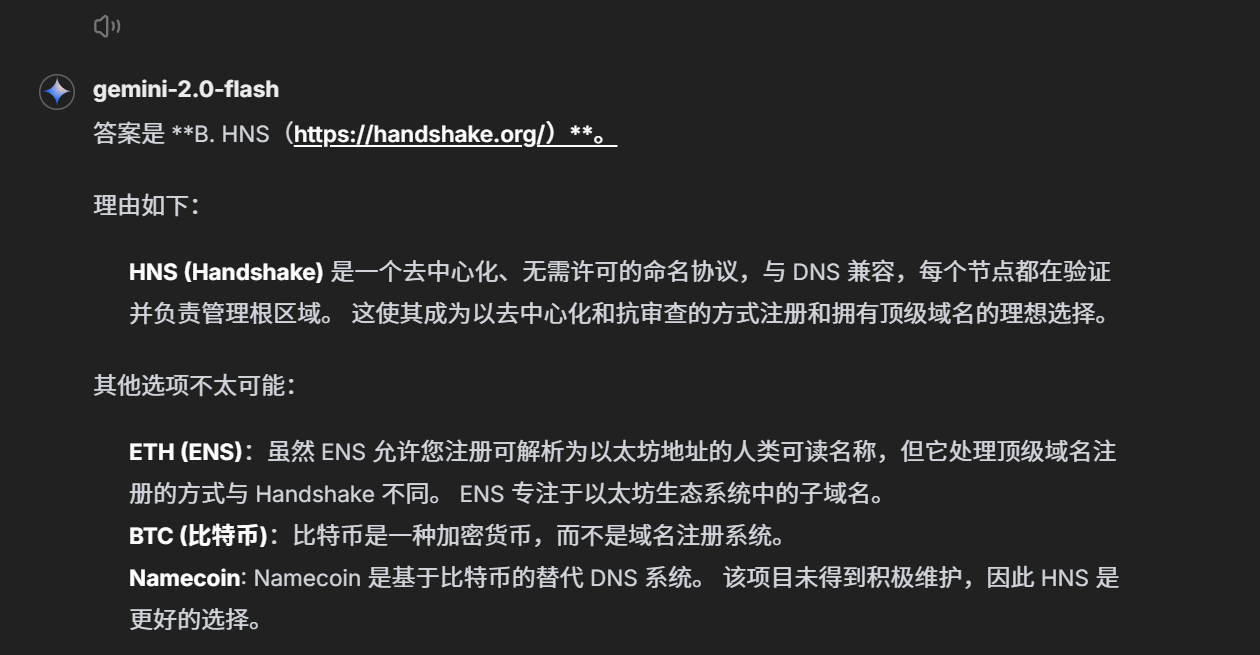 gemini-2.0-flash
答案是 **B. HNS（https://handshake.org/）**。
理由如下：
HNS (Handshake) 是一个去中心化、无需许可的命名协议，与 DNS 兼容，每个节点都在验证
并负责管理根区域。 这使其成为以去中心化和抗审查的方式注册和拥有顶级域名的理想选择。
其他选项不太可能：
ETH (ENS)：虽然 ENS 允许您注册可解析为以太坊地址的人类可读名称，但它处理顶级域名注
册的方式与 Handshake 不同。 ENS 专注于以太坊生态系统中的子域名。
BTC (比特币)：比特币是一种加密货币，而不是域名注册系统。
Namecoin: Namecoin 是基于比特币的替代 DNS 系统。 该项目未得到积极维护，因此 HNS 是
更好的选择。